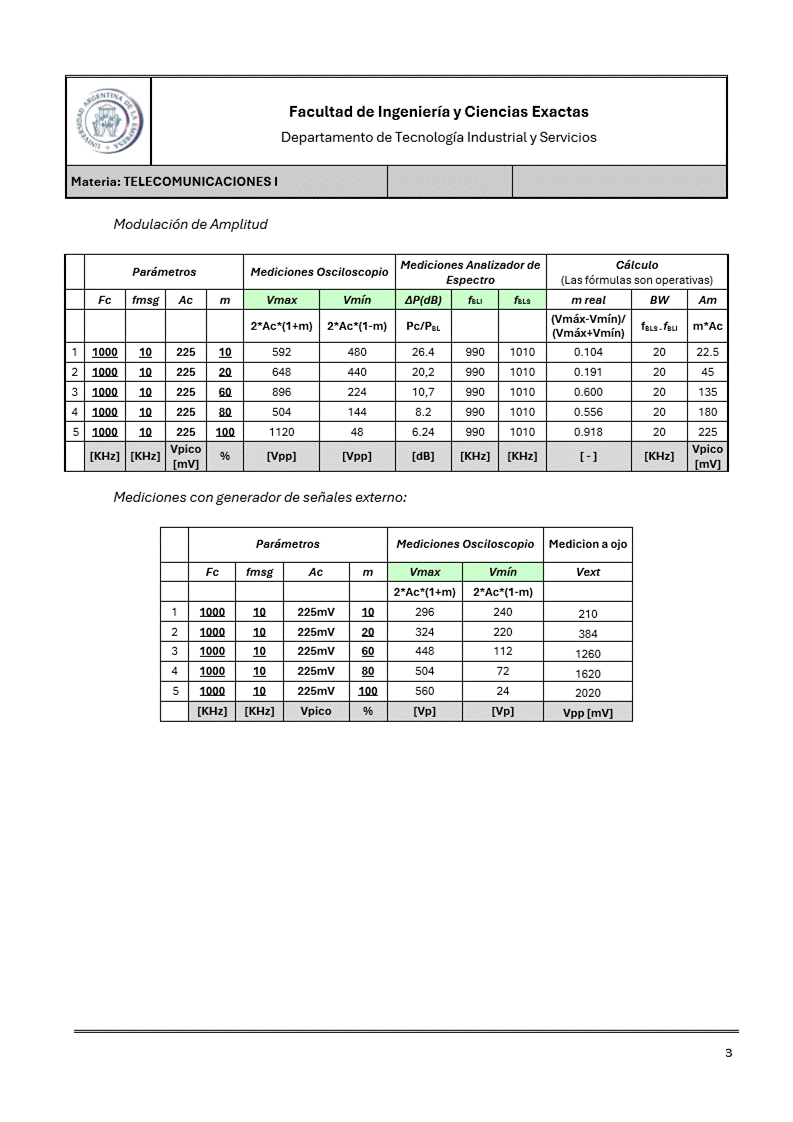 UNIVERSIDAD ARGENTINA DE LA EMPRESA
Facultad de Ingeniería y Ciencias Exactas
Departamento de Tecnología Industrial y Servicios
Materia: TELECOMUNICACIONES I
Modulación de Amplitud
Parámetros Mediciones Osciloscopio Mediciones Analizador de Espectro Cálculo (Las fórmulas son operativas)
Fc fmsg Ac m Vmax Vmín ΔP(dB) fBLI fBLS m real BW Am
2*Ac*(1+m) 2*Ac*(1-m) Pc/PBL (Vmáx-Vmín)/(Vmáx+Vmín) fBLS - fBLI m*Ac
1 1000 10 225 10 592 480 26.4 990 1010 0.104 20 22.5
2 1000 10 225 20 648 440 20,2 990 1010 0.191 20 45
3 1000 10 225 60 896 224 10,7 990 1010 0.600 20 135
4 1000 10 225 80 504 144 8.2 990 1010 0.556 20 180
5 1000 10 225 100 1120 48 6.24 990 1010 0.918 20 225
[KHz] [KHz] Vpico [mV] % [Vpp] [Vpp] [dB] [KHz] [KHz] [ - ] [KHz] Vpico [mV]
Mediciones con generador de señales externo:
Parámetros Mediciones Osciloscopio Medicion a ojo
Fc fmsg Ac m Vmax Vmín Vext
2*Ac*(1+m) 2*Ac*(1-m)
1 1000 10 225mV 10 296 240 210
2 1000 10 225mV 20 324 220 384
3 1000 10 225mV 60 448 112 1260
4 1000 10 225mV 80 504 72 1620
5 1000 10 225mV 100 560 24 2020
[KHz] [KHz] Vpico % [Vp] [Vp] Vpp [mV]
3